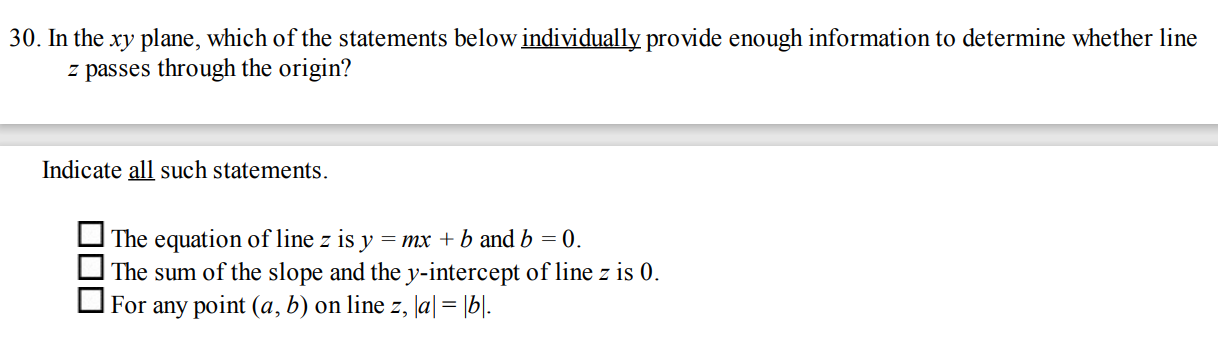 30. In the xy plane, which of the statements below individually provide enough information to determine whether line
z passes through the origin?
Indicate all such statements.
The equation of line z is y = mx + b and b = 0.
The sum of the slope and the y-intercept of line z is 0.
For any point (a, b) on line z, |a| = |b|.